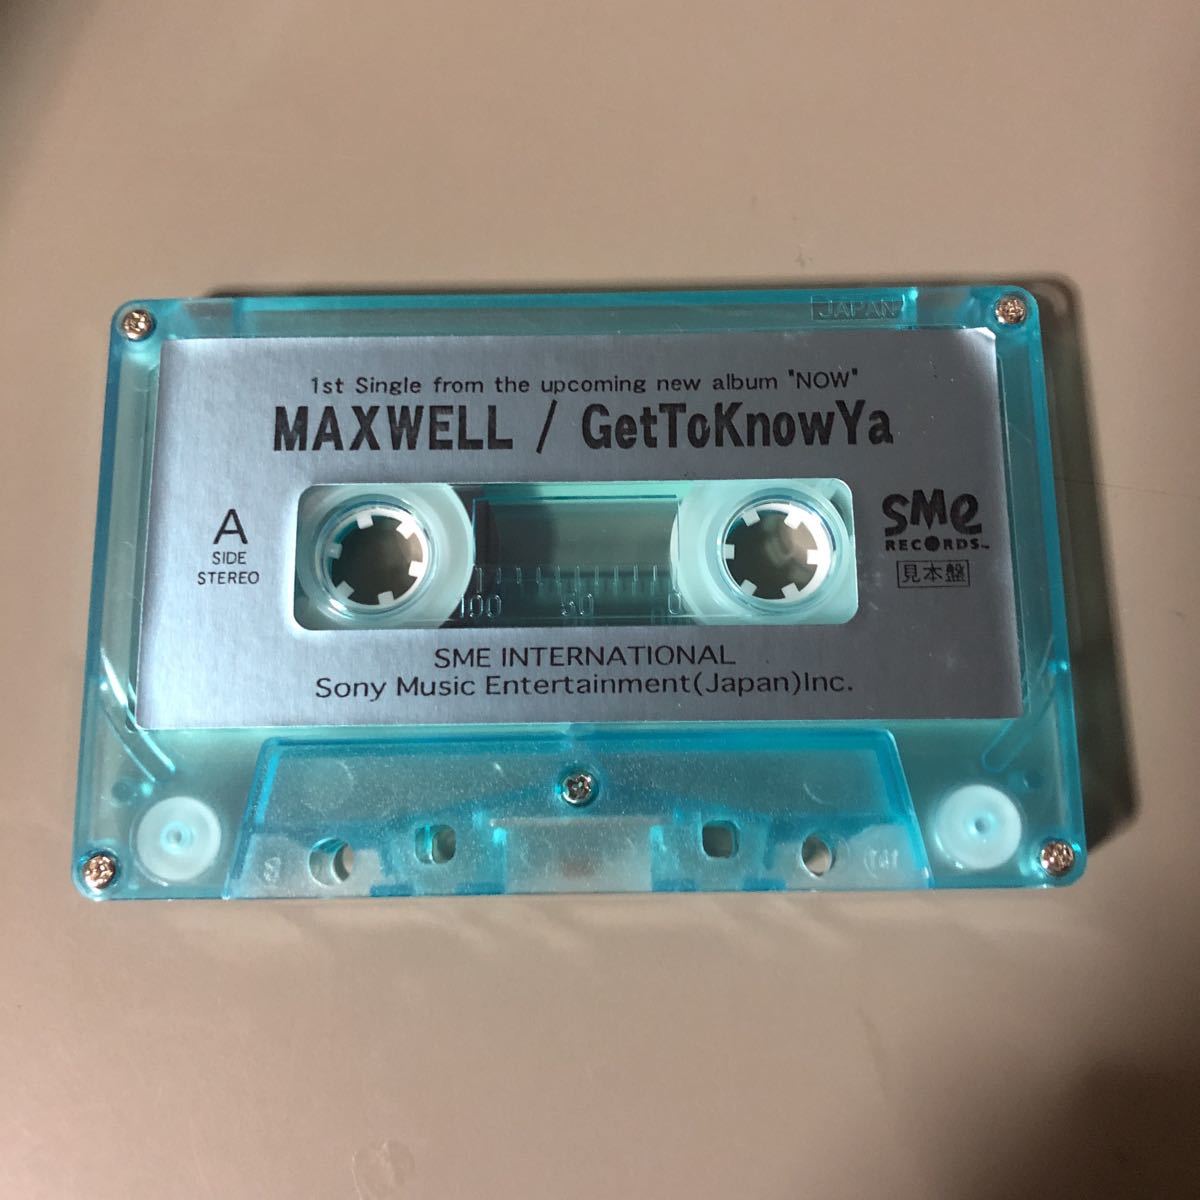 JAPAN
1st Single from the upcoming new album "NOW"
MAXWELL / GetToKnowYa
A
SIDE
STEREO
SMe
RECORDS
見本盤
100 50 0
SME INTERNATIONAL
Sony Music Entertainment(Japan)Inc.